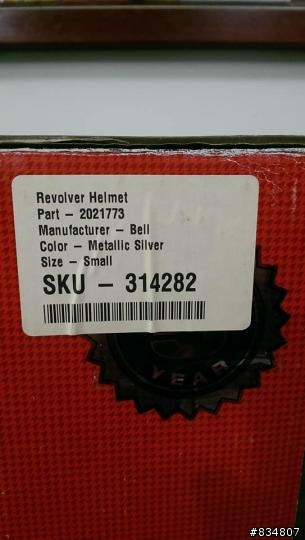 Revolver Helmet
Part – 2021773
Manufacturer – Bell
Color – Metallic Silver
Size – Small
SKU – 314282
YEAR
#834807